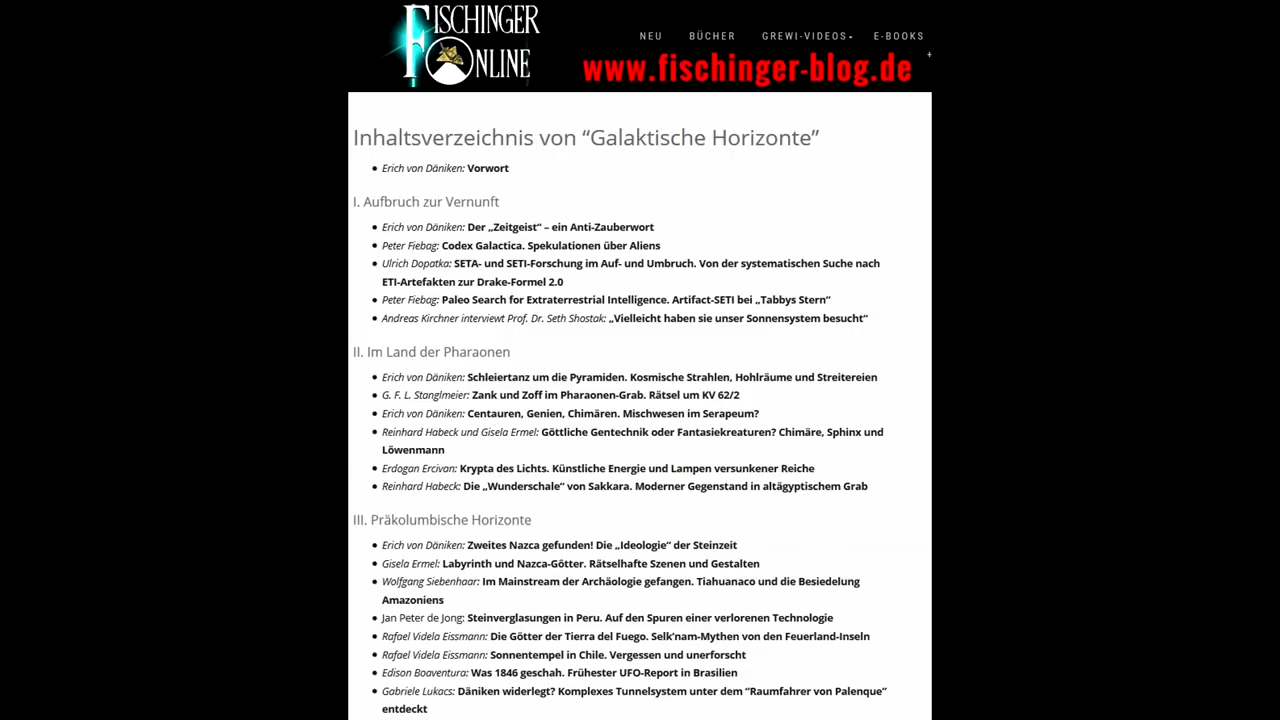 FISCHINGER
ONLINE
NEU BÜCHER GREWI-VIDEOS E-BOOKS
+
www.fischinger-blog.de
Inhaltsverzeichnis von “Galaktische Horizonte”
• Erich von Däniken: Vorwort
I. Aufbruch zur Vernunft
• Erich von Däniken: Der „Zeitgeist“ – ein Anti-Zauberwort
• Peter Fiebag: Codex Galactica. Spekulationen über Aliens
• Ulrich Dopatka: SETA- und SETI-Forschung im Auf- und Umbruch. Von der systematischen Suche nach
ETI-Artefakten zur Drake-Formel 2.0
• Peter Fiebag: Paleo Search for Extraterrestrial Intelligence. Artifact-SETI bei „Tabbys Stern“
• Andreas Kirchner interviewt Prof. Dr. Seth Shostak: „Vielleicht haben sie unser Sonnensystem besucht“
II. Im Land der Pharaonen
• Erich von Däniken: Schleiertanz um die Pyramiden. Kosmische Strahlen, Hohlräume und Streitereien
• G. F. L. Stanglmeier: Zank und Zoff im Pharaonen-Grab. Rätsel um KV 62/2
• Erich von Däniken: Centauren, Genien, Chimären. Mischwesen im Serapeum?
• Reinhard Habeck und Gisela Ermel: Göttliche Gentechnik oder Fantasiekreaturen? Chimäre, Sphinx und
Löwenmann
• Erdogan Ercivan: Krypta des Lichts. Künstliche Energie und Lampen versunkener Reiche
• Reinhard Habeck: Die „Wunderschale“ von Sakkara. Moderner Gegenstand in altägyptischem Grab
III. Präkolumbische Horizonte
• Erich von Däniken: Zweites Nazca gefunden! Die „Ideologie“ der Steinzeit
• Gisela Ermel: Labyrinth und Nazca-Götter. Rätselhafte Szenen und Gestalten
• Wolfgang Siebenhaar: Im Mainstream der Archäologie gefangen. Tiahuanaco und die Besiedelung
Amazoniens
• Jan Peter de Jong: Steinverglasungen in Peru. Auf den Spuren einer verlorenen Technologie
• Rafael Videla Eissmann: Die Götter der Tierra del Fuego. Selk’nam-Mythen von den Feuerland-Inseln
• Rafael Videla Eissmann: Sonnentempel in Chile. Vergessen und unerforscht
• Edison Boaventura: Was 1846 geschah. Frühester UFO-Report in Brasilien
• Gabriele Lukacs: Däniken widerlegt? Komplexes Tunnelsystem unter dem “Raumfahrer von Palenque”
entdeckt